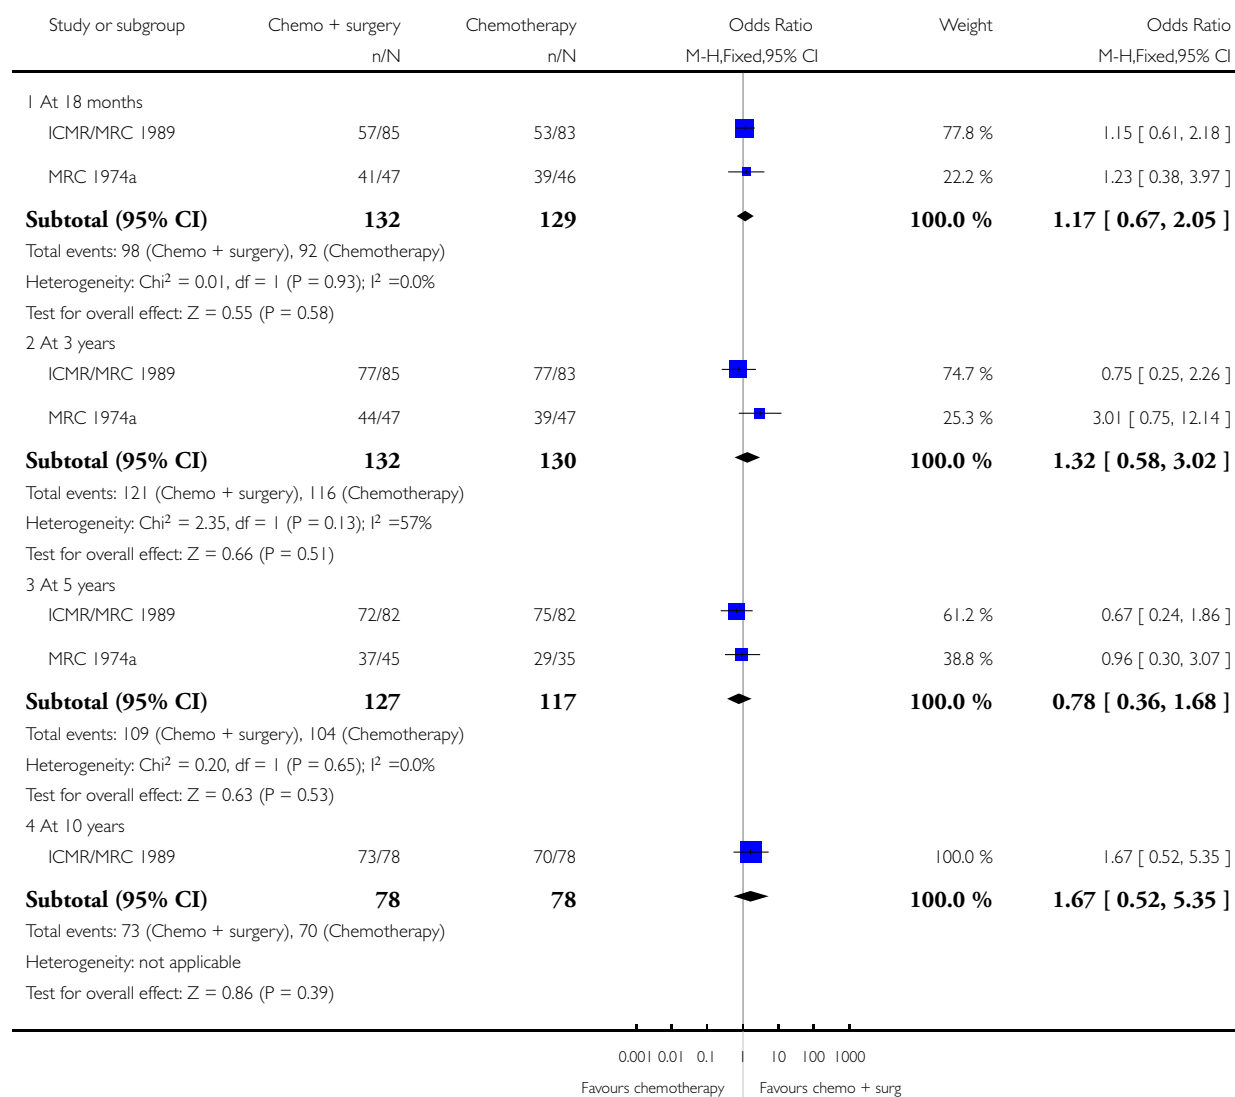 Study or subgroup Chemo + surgery Chemotherapy Odds Ratio Weight Odds Ratio
n/N n/N M-H,Fixed,95% CI M-H,Fixed,95% CI
1 At 18 months
ICMR/MRC 1989 57/85 53/83 77.8 % 1.15 [ 0.61, 2.18 ]
MRC 1974a 41/47 39/46 22.2 % 1.23 [ 0.38, 3.97 ]
Subtotal (95% CI) 132 129 100.0 % 1.17 [ 0.67, 2.05 ]
Total events: 98 (Chemo + surgery), 92 (Chemotherapy)
Heterogeneity: Chi² = 0.01, df = 1 (P = 0.93); I² =0.0%
Test for overall effect: Z = 0.55 (P = 0.58)
2 At 3 years
ICMR/MRC 1989 77/85 77/83 74.7 % 0.75 [ 0.25, 2.26 ]
MRC 1974a 44/47 39/47 25.3 % 3.01 [ 0.75, 12.14 ]
Subtotal (95% CI) 132 130 100.0 % 1.32 [ 0.58, 3.02 ]
Total events: 121 (Chemo + surgery), 116 (Chemotherapy)
Heterogeneity: Chi² = 2.35, df = 1 (P = 0.13); I² =57%
Test for overall effect: Z = 0.66 (P = 0.51)
3 At 5 years
ICMR/MRC 1989 72/82 75/82 61.2 % 0.67 [ 0.24, 1.86 ]
MRC 1974a 37/45 29/35 38.8 % 0.96 [ 0.30, 3.07 ]
Subtotal (95% CI) 127 117 100.0 % 0.78 [ 0.36, 1.68 ]
Total events: 109 (Chemo + surgery), 104 (Chemotherapy)
Heterogeneity: Chi² = 0.20, df = 1 (P = 0.65); I² =0.0%
Test for overall effect: Z = 0.63 (P = 0.53)
4 At 10 years
ICMR/MRC 1989 73/78 70/78 100.0 % 1.67 [ 0.52, 5.35 ]
Subtotal (95% CI) 78 78 100.0 % 1.67 [ 0.52, 5.35 ]
Total events: 73 (Chemo + surgery), 70 (Chemotherapy)
Heterogeneity: not applicable
Test for overall effect: Z = 0.86 (P = 0.39)
0.001 0.01 0.1 1 10 100 1000
Favours chemotherapy Favours chemo + surg